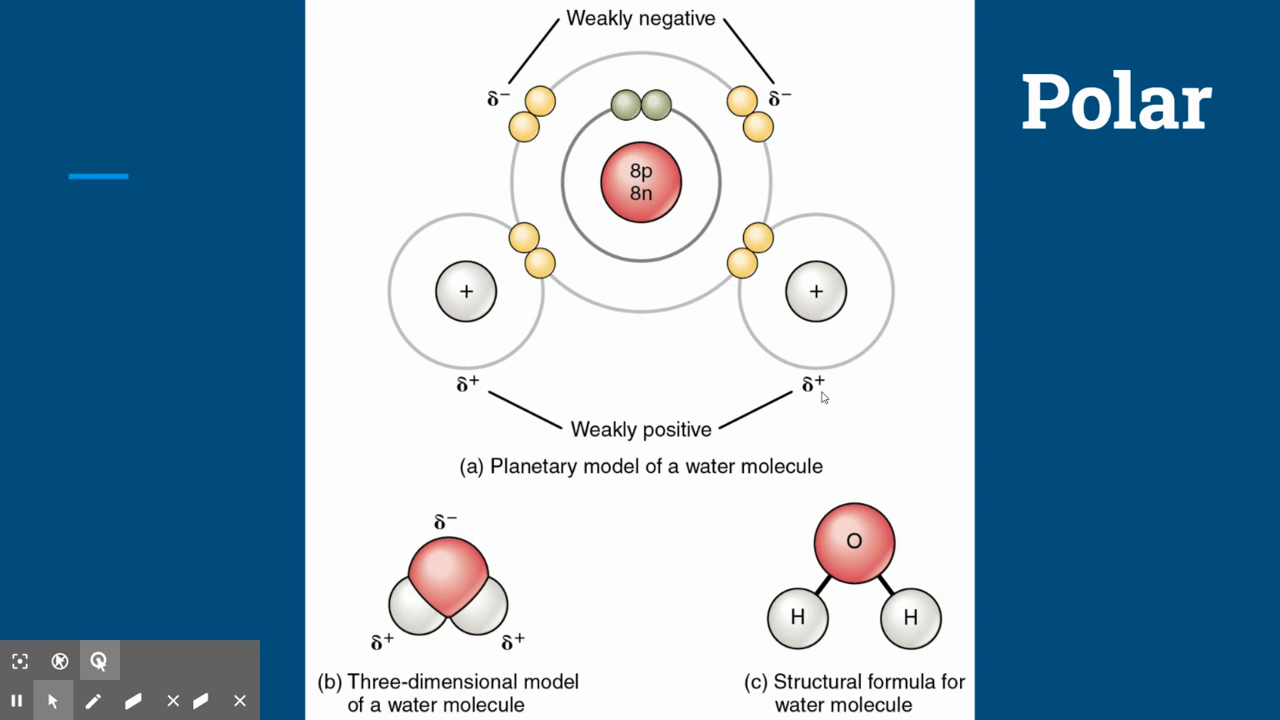 Polar
Weakly negative
δ− δ−
8p
8n
+ +
δ+ δ+
Weakly positive
(a) Planetary model of a water molecule
δ−
δ+ δ+
(b) Three-dimensional model
of a water molecule
O
H H
(c) Structural formula for
water molecule